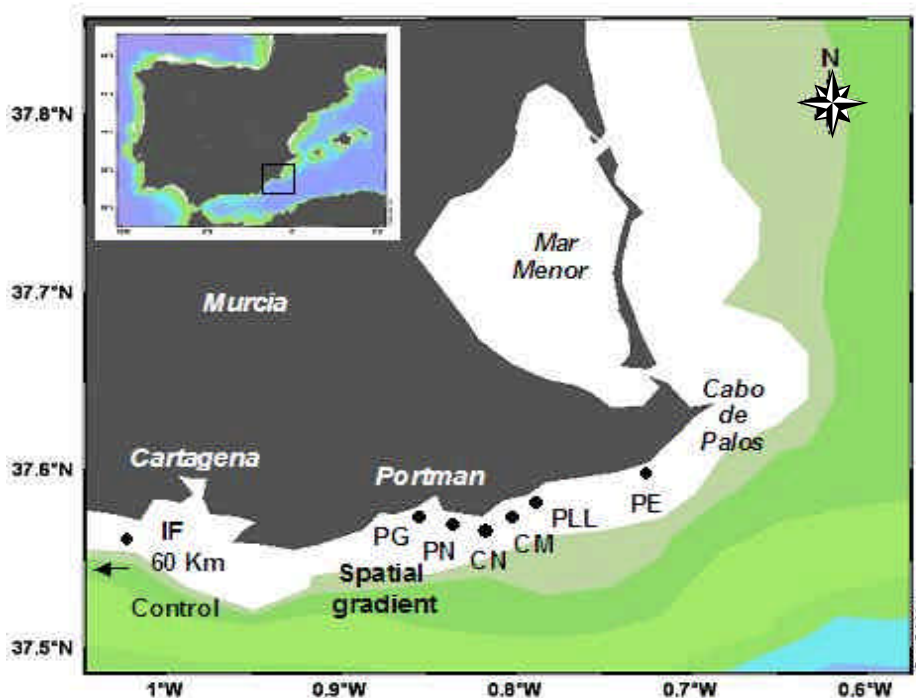 N
37.8°N
Mar
Menor
37.7°N
Murcia
Cabo
de
Palos
37.6°N
Cartagena
Portman
IF
60 Km
Control
PG
PN
CN
CM
PLL
PE
Spatial
gradient
37.5°N
1°W
0.9°W
0.8°W
0.7°W
0.6°W